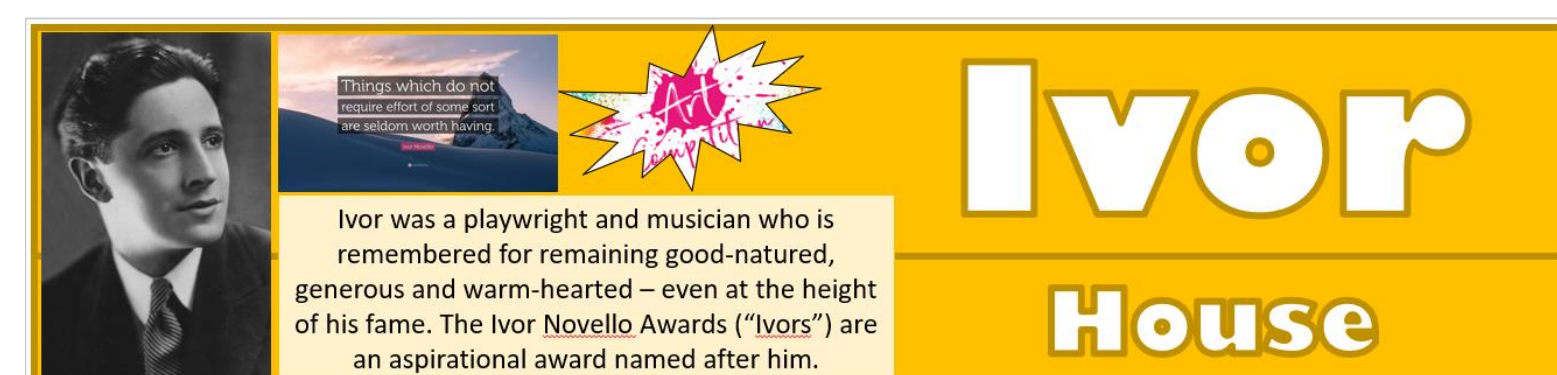 Things which do not
require effort of some sort
are seldom worth having.
Ivor Novello
Art
Competition
Ivor
House
Ivor was a playwright and musician who is
remembered for remaining good-natured,
generous and warm-hearted – even at the height
of his fame. The Ivor Novello Awards (“Ivors”) are
an aspirational award named after him.